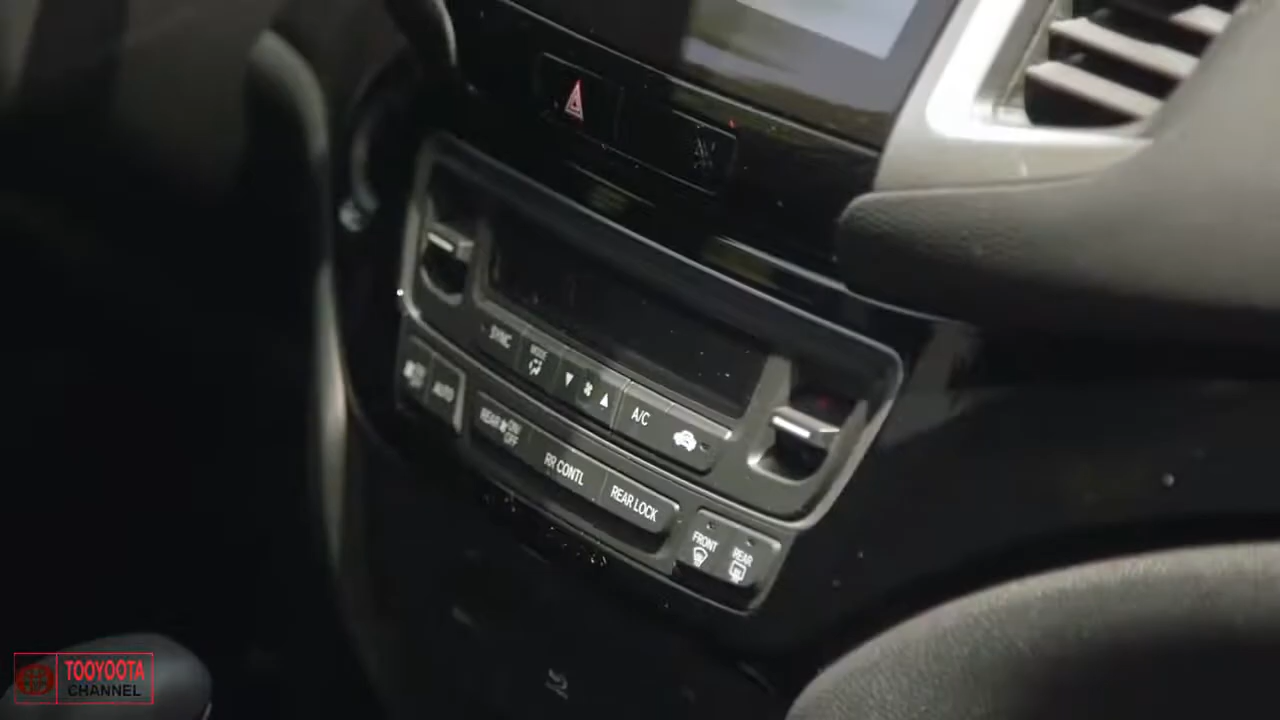 SYNC
MODE
A/C
AUTO
REAR ON
OFF
RR CONTL
REAR LOCK
FRONT
REAR
TOOYOOTA
CHANNEL